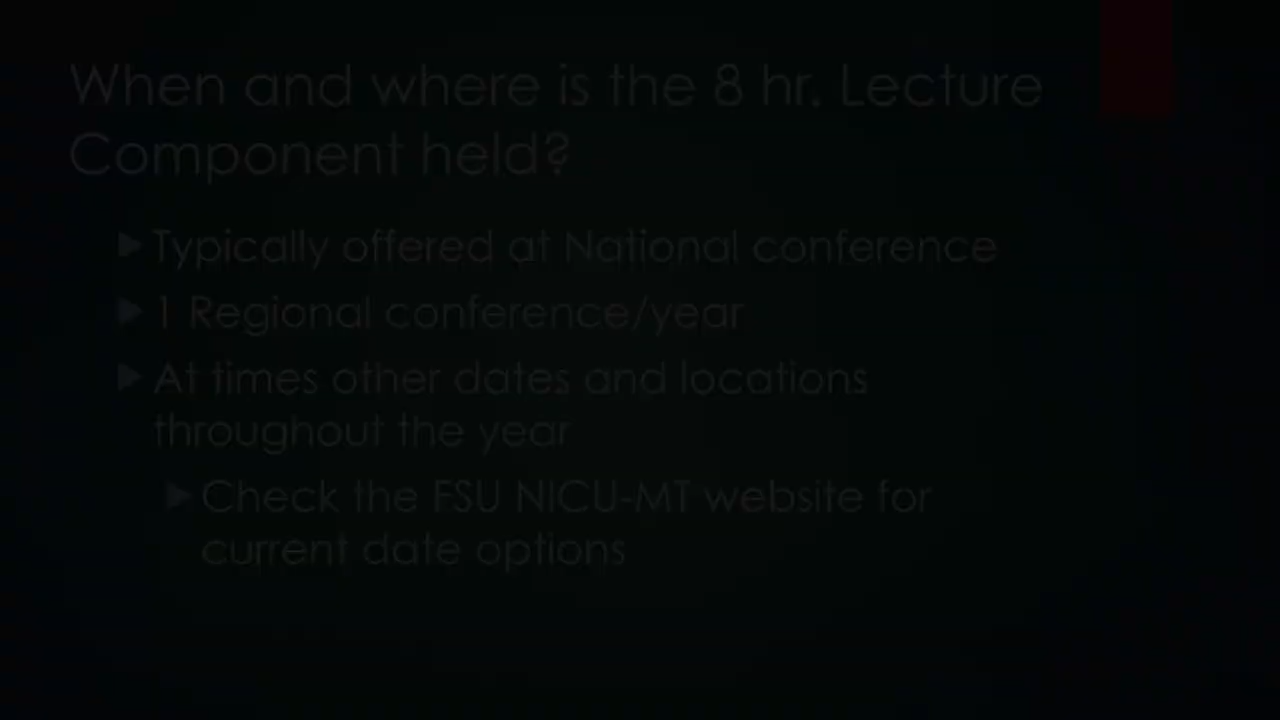 When and where is the 8 hr. Lecture
Component held?
Typically offered at National conference
1 Regional conference/year
At times other dates and locations
throughout the year
Check the FSU NICU-MT website for
current date options